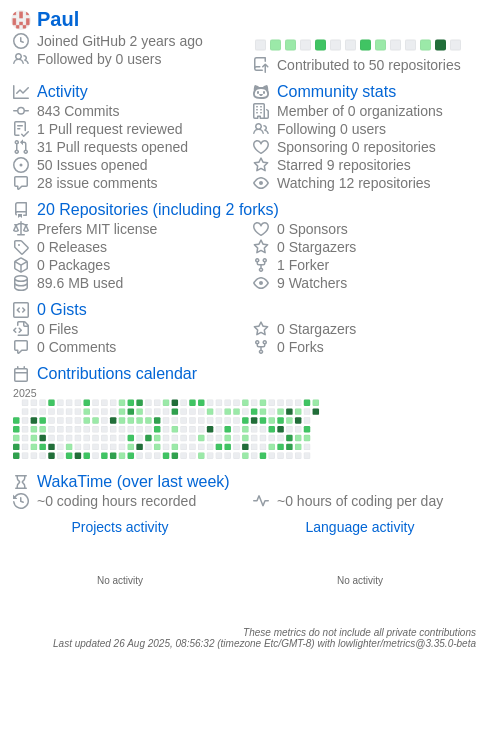 Paul
Joined GitHub 2 years ago
Followed by 0 users
Contributed to 50 repositories
Activity
843 Commits
1 Pull request reviewed
31 Pull requests opened
50 Issues opened
28 issue comments
Community stats
Member of 0 organizations
Following 0 users
Sponsoring 0 repositories
Starred 9 repositories
Watching 12 repositories
20 Repositories (including 2 forks)
Prefers MIT license
0 Releases
0 Packages
89.6 MB used
0 Sponsors
0 Stargazers
1 Forker
9 Watchers
0 Gists
0 Files
0 Comments
0 Stargazers
0 Forks
Contributions calendar
2025
WakaTime (over last week)
~0 coding hours recorded
~0 hours of coding per day
Projects activity
Language activity
No activity
No activity
These metrics do not include all private contributions
Last updated 26 Aug 2025, 08:56:32 (timezone Etc/GMT-8) with lowlighter/metrics@3.35.0-beta